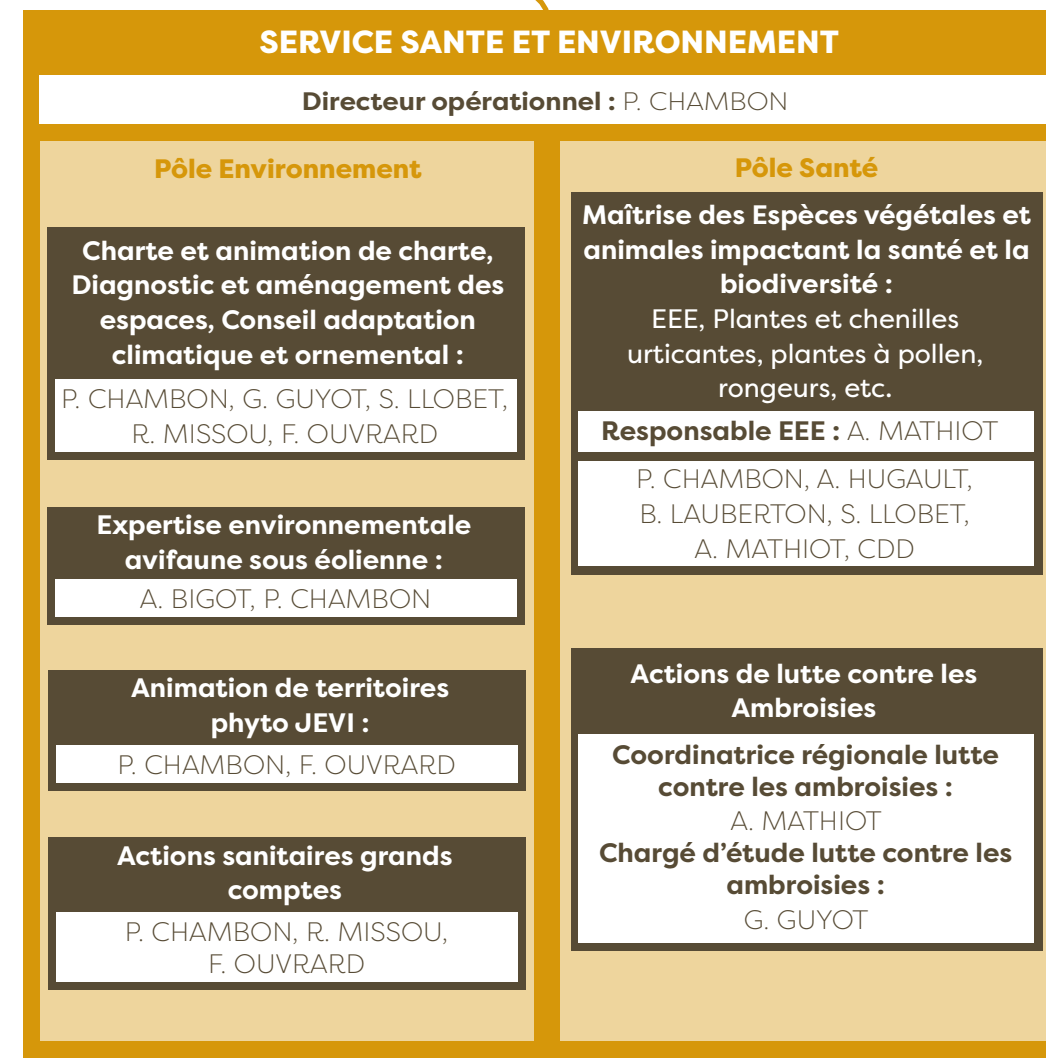 SERVICE SANTE ET ENVIRONNEMENT
Directeur opérationnel : P. CHAMBON
Pôle Environnement
Charte et animation de charte,
Diagnostic et aménagement des
espaces, Conseil adaptation
climatique et ornemental :
P. CHAMBON, G. GUYOT, S. LLOBET,
R. MISSOU, F. OUVRARD
Expertise environnementale
avifaune sous éolienne :
A. BIGOT, P. CHAMBON
Animation de territoires
phyto JEVI :
P. CHAMBON, F. OUVRARD
Actions sanitaires grands
comptes
P. CHAMBON, R. MISSOU,
F. OUVRARD
Pôle Santé
Maîtrise des Espèces végétales et
animales impactant la santé et la
biodiversité :
EEE, Plantes et chenilles
urticantes, plantes à pollen,
rongeurs, etc.
Responsable EEE : A. MATHIOT
P. CHAMBON, A. HUGAULT,
B. LAUBERTON, S. LLOBET,
A. MATHIOT, CDD
Actions de lutte contre les
Ambroisies
Coordinatrice régionale lutte
contre les ambroisies :
A. MATHIOT
Chargé d’étude lutte contre les
ambroisies :
G. GUYOT